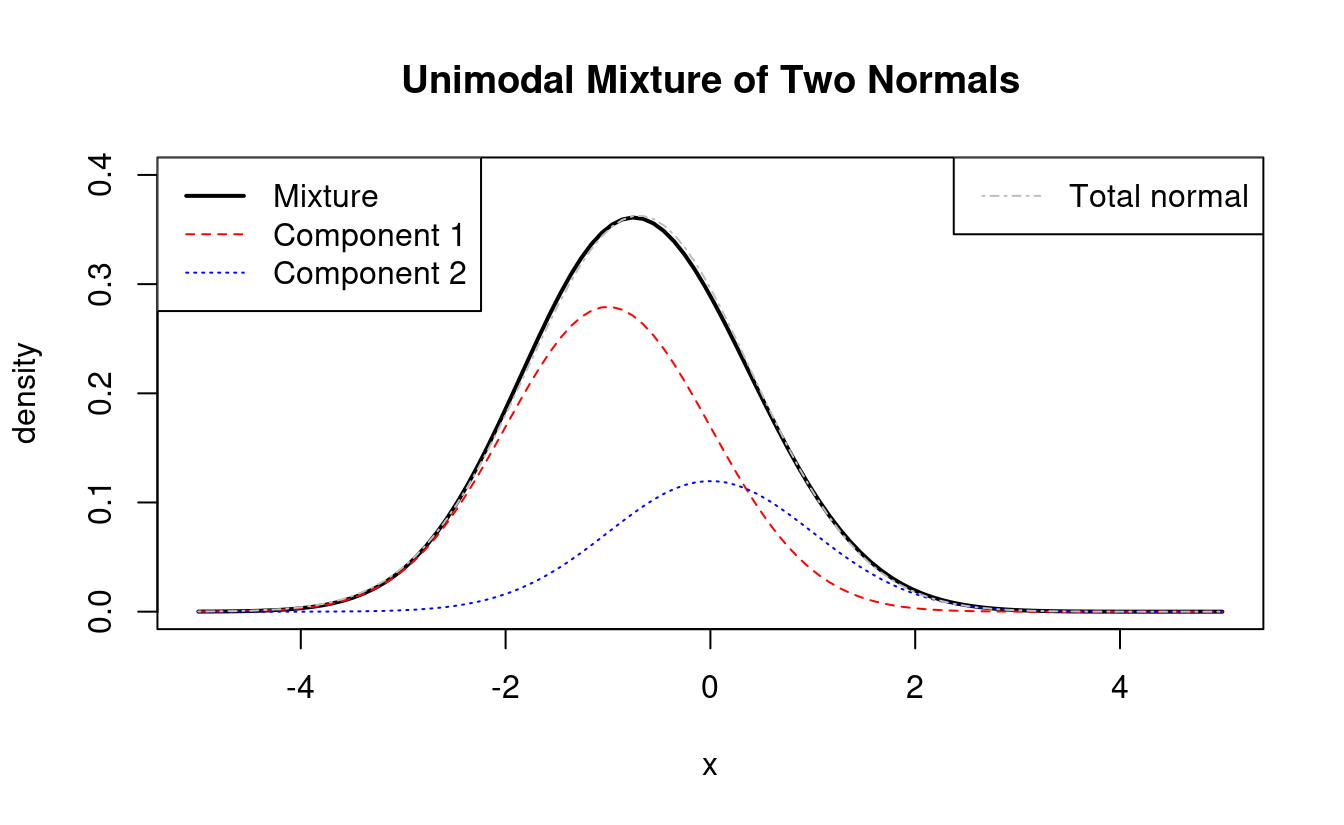 Unimodal Mixture of Two Normals
Mixture
Component 1
Component 2
Total normal
density
0.0
0.1
0.2
0.3
0.4
-4
-2
0
2
4
x